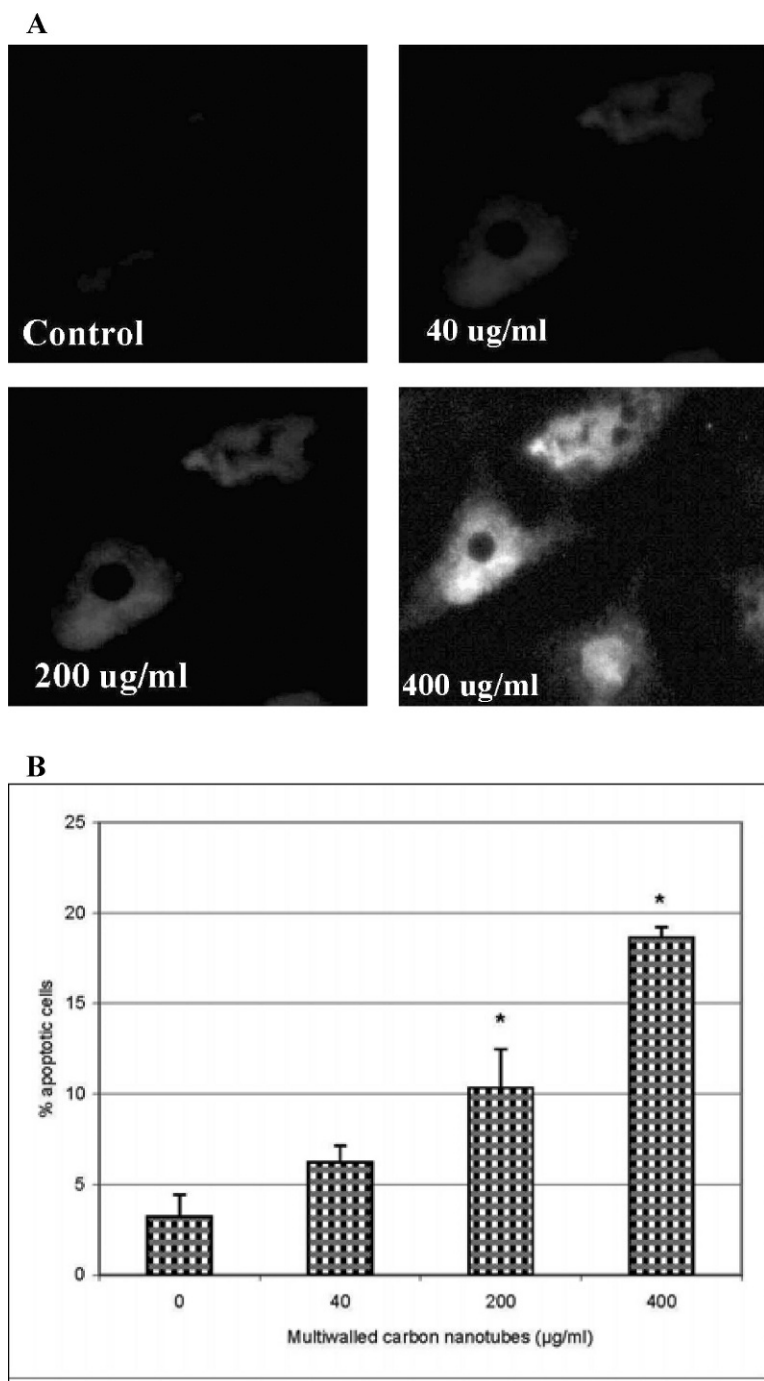 A
Control
40 ug/ml
200 ug/ml
400 ug/ml
B
25
20
15
10
5
0
% apoptotic cells
*
*
0 40 200 400
Multiwalled carbon nanotubes (µg/ml)